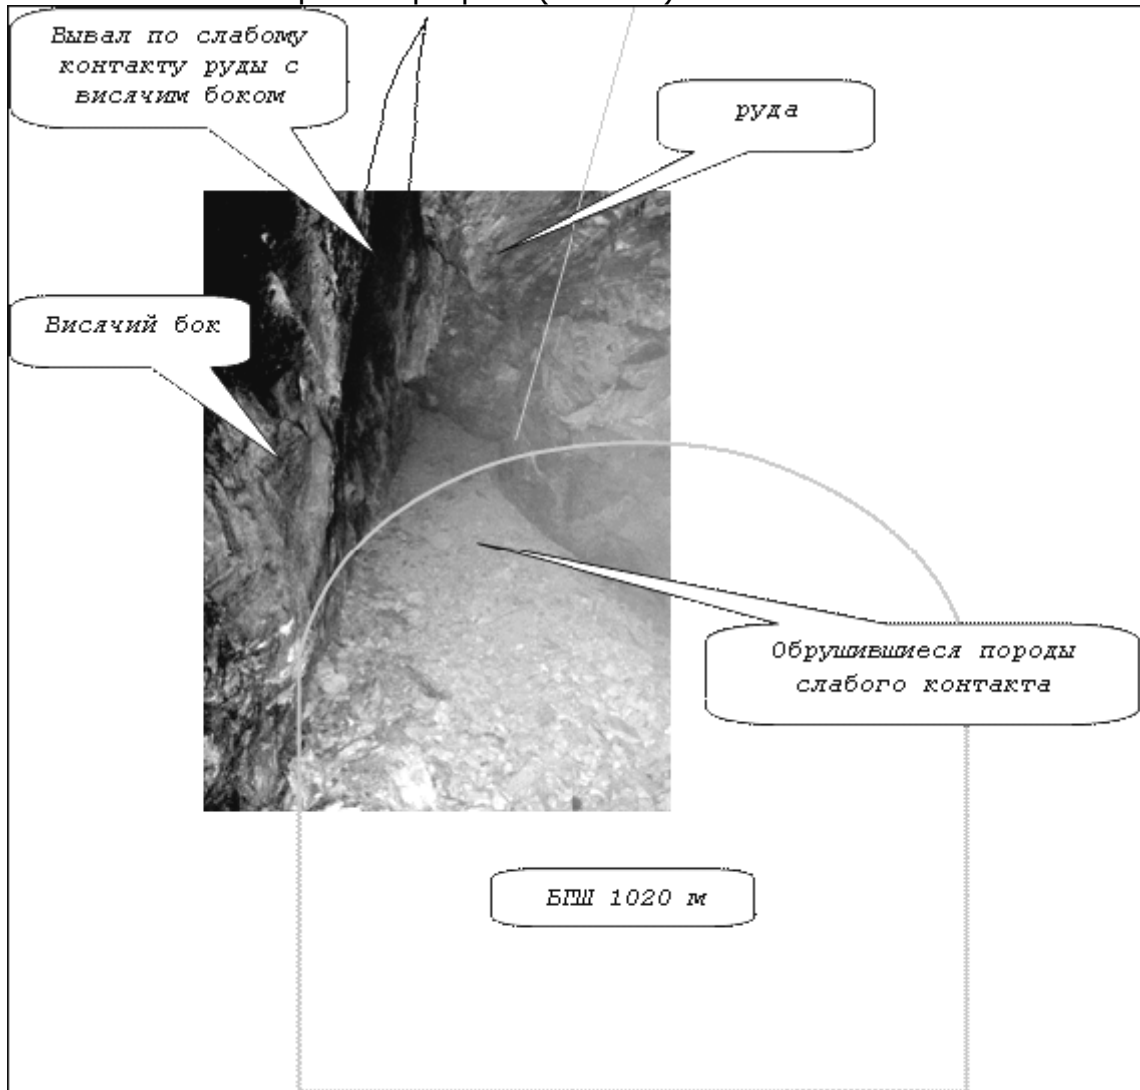 Вывал по слабому
контакту руды с
висячим боком
руда
Висячий бок
Обрушившиеся породы
слабого контакта
БПШ 1020 м